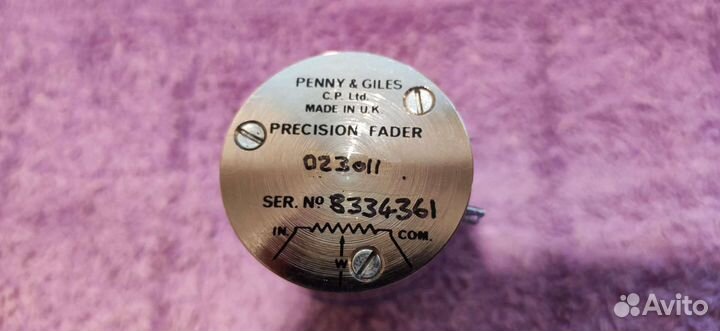 PENNY & GILES
C.P. Ltd.
MADE IN U.K
PRECISION FADER
023011
SER. Nº 8334361
IN. COM.
W
Avito